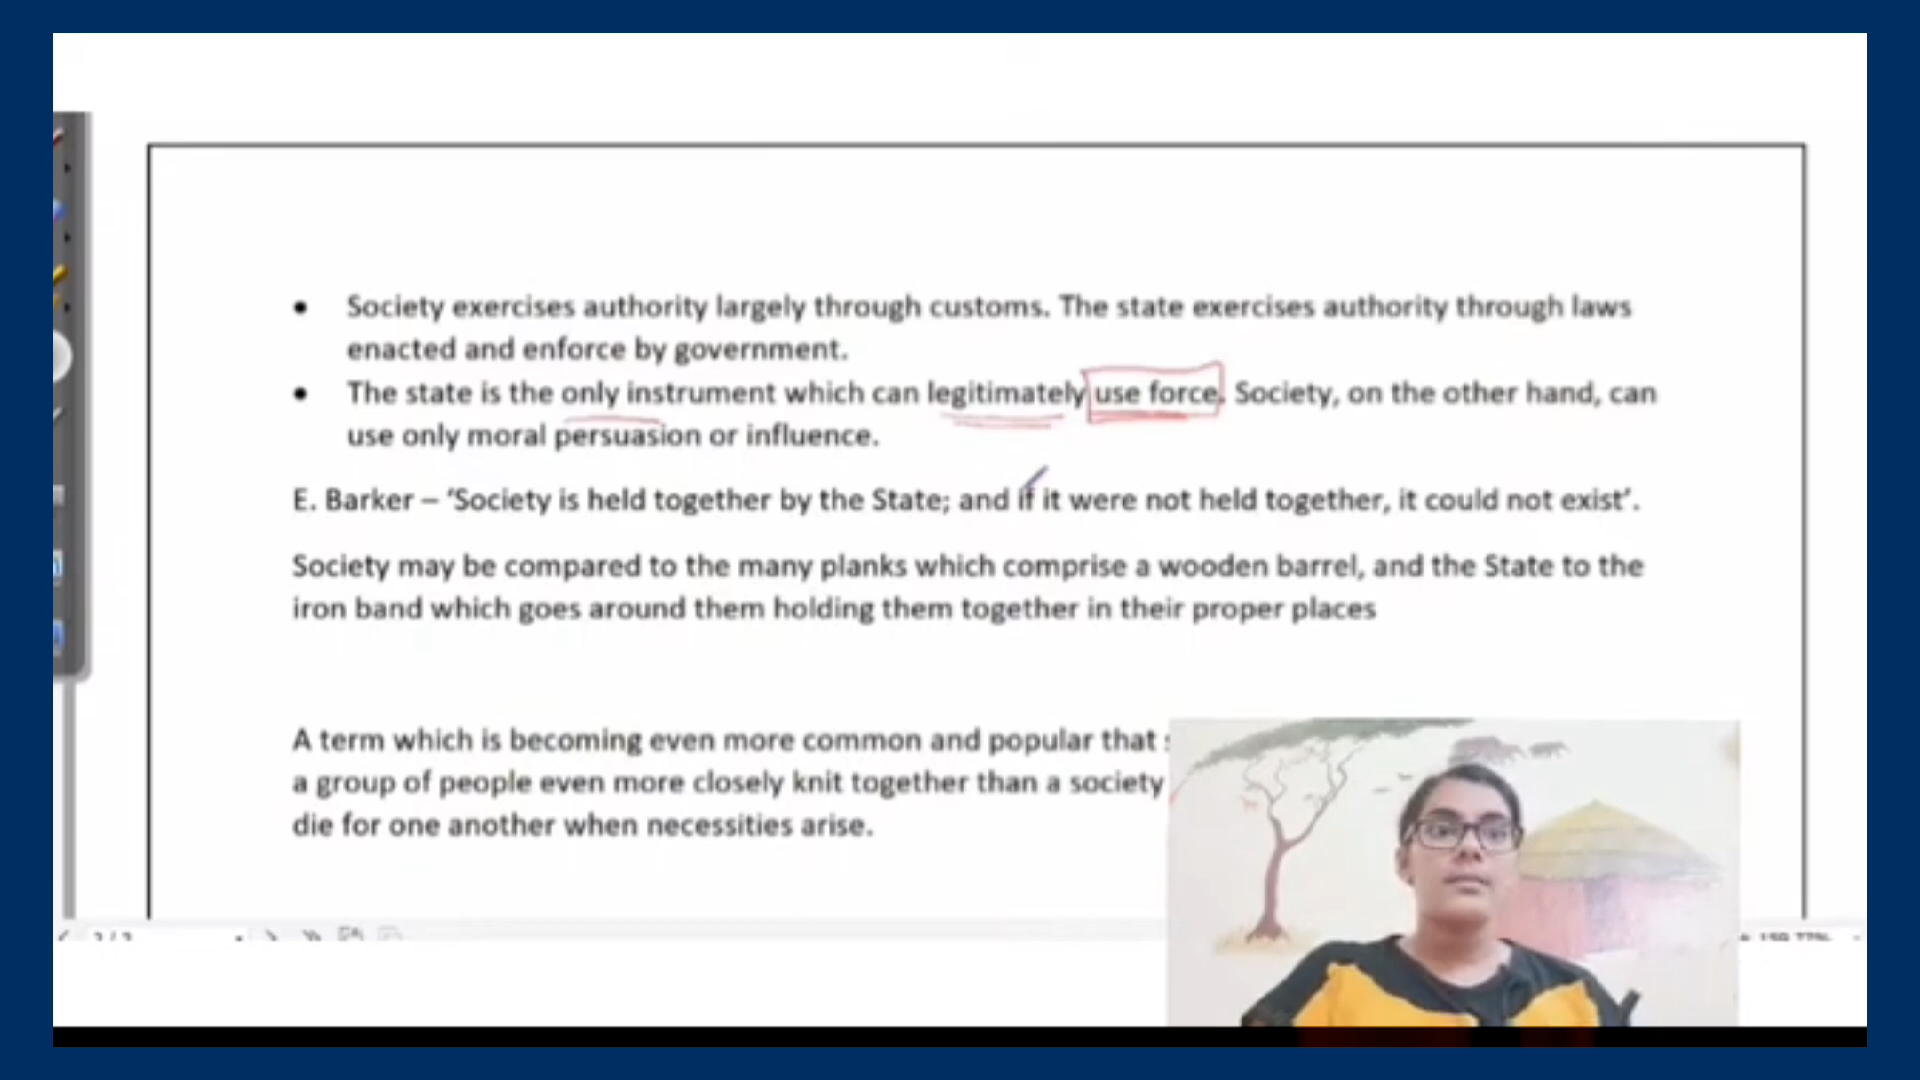 Society exercises authority largely through customs. The state exercises authority through laws
enacted and enforce by government.
The state is the only instrument which can legitimately use force. Society, on the other hand, can
use only moral persuasion or influence.
E. Barker – ‘Society is held together by the State; and if it were not held together, it could not exist’.
Society may be compared to the many planks which comprise a wooden barrel, and the State to the
iron band which goes around them holding them together in their proper places
A term which is becoming even more common and popular that
a group of people even more closely knit together than a society
die for one another when necessities arise.